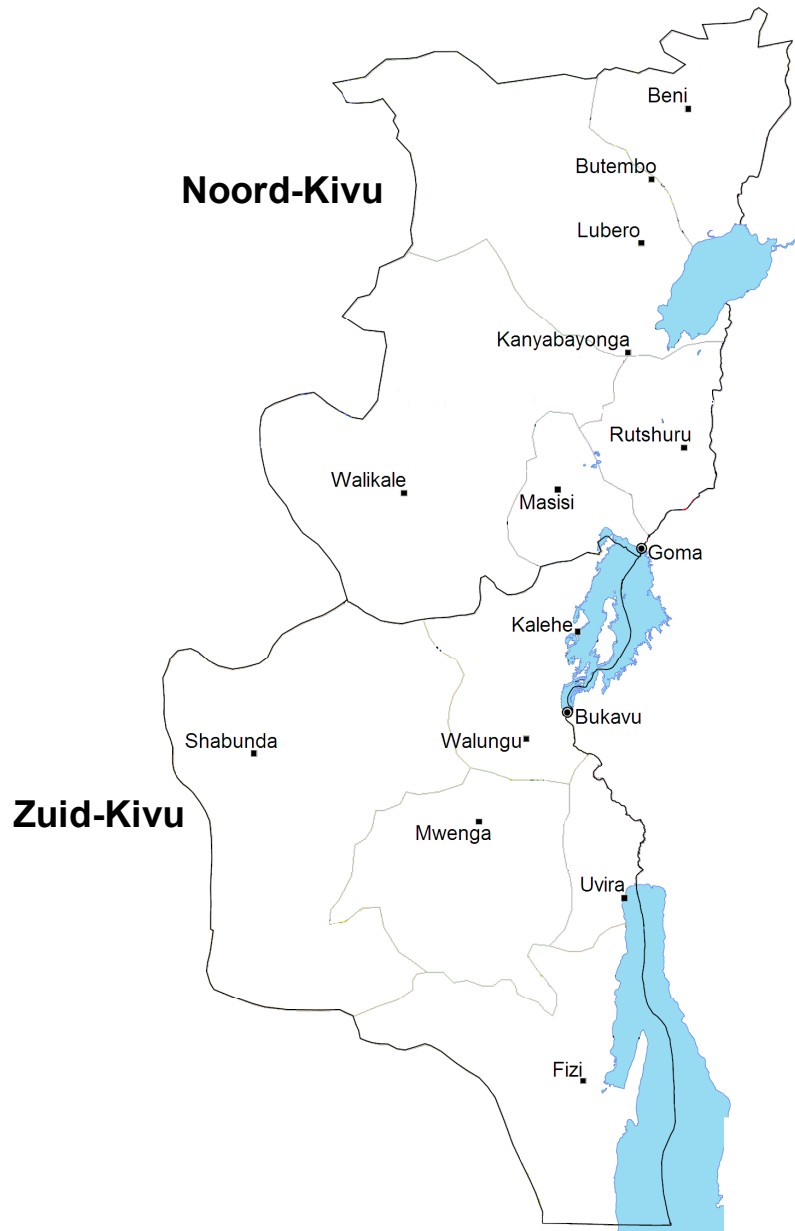 Beni
Butembo
Noord-Kivu
Lubero
Kanyabayonga
Rutshuru
Walikale
Masisi
Goma
Kalehe
Bukavu
Shabunda
Walungu
Zuid-Kivu
Mwenga
Uvira
Fizi